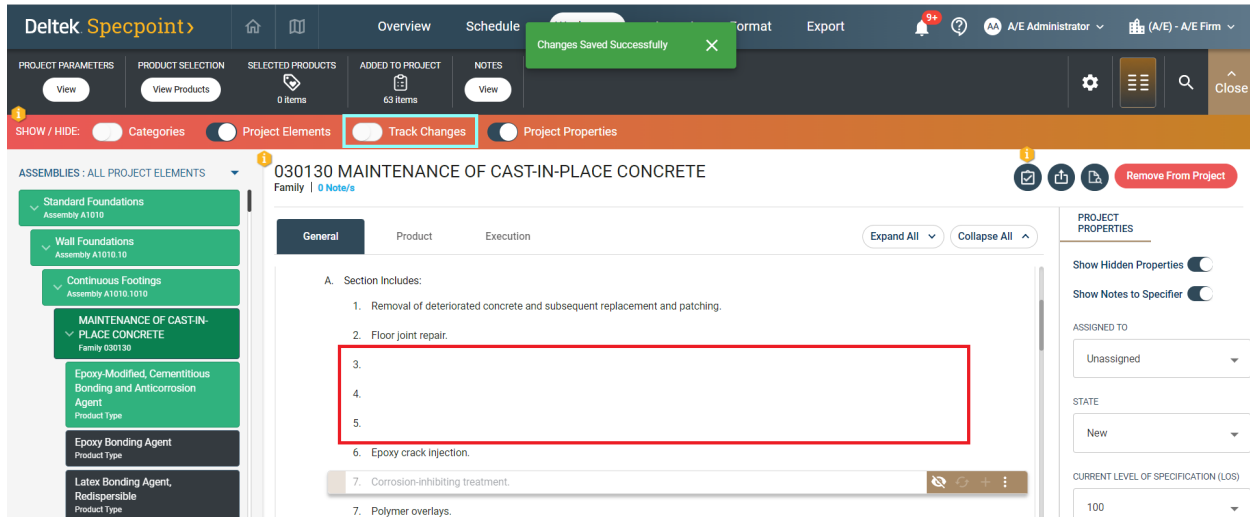 Deltek. Specpoint>
Overview
Schedule
Format
Export
9+
AA
A/E Administrator
(A/E) - A/E Firm
Changes Saved Successfully
PROJECT PARAMETERS
View
PRODUCT SELECTION
View Products
SELECTED PRODUCTS
0 items
ADDED TO PROJECT
63 items
NOTES
View
Close
SHOW / HIDE:
Categories
Project Elements
Track Changes
Project Properties
ASSEMBLIES : ALL PROJECT ELEMENTS
Standard Foundations
Assembly A1010
Wall Foundations
Assembly A1010.10
Continuous Footings
Assembly A1010.1010
MAINTENANCE OF CAST-IN-
PLACE CONCRETE
Family 030130
Epoxy-Modified, Cementitious
Bonding and Anticorrosion
Agent
Product Type
Epoxy Bonding Agent
Product Type
Latex Bonding Agent,
Redispersible
Product Type
030130 MAINTENANCE OF CAST-IN-PLACE CONCRETE
Family | 0 Note/s
Remove From Project
General
Product
Execution
Expand All
Collapse All
A. Section Includes:
1. Removal of deteriorated concrete and subsequent replacement and patching.
2. Floor joint repair.
3.
4.
5.
6. Epoxy crack injection.
7. Corrosion-inhibiting treatment.
7. Polymer overlays.
PROJECT
PROPERTIES
Show Hidden Properties
Show Notes to Specifier
ASSIGNED TO
Unassigned
STATE
New
CURRENT LEVEL OF SPECIFICATION (LOS)
100